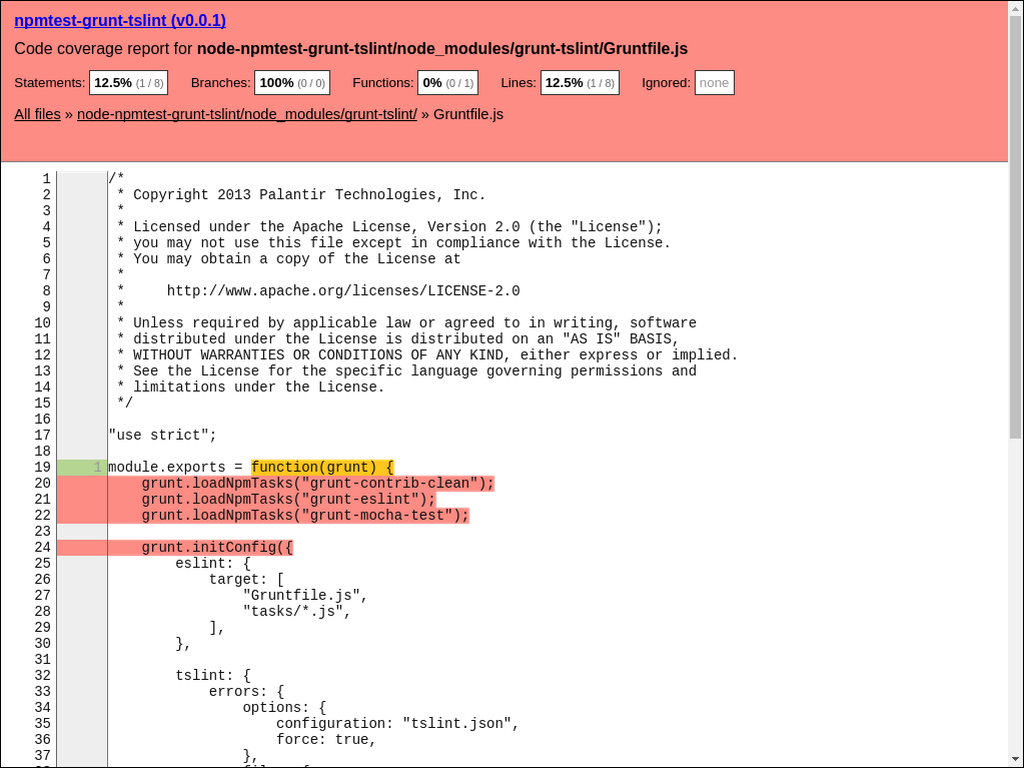 npmtest-grunt-tslint (v0.0.1)
Code coverage report for node-npmtest-grunt-tslint/node_modules/grunt-tslint/Gruntfile.js
Statements: 12.5% (1 / 8) Branches: 100% (0 / 0) Functions: 0% (0 / 1) Lines: 12.5% (1 / 8) Ignored: none
All files » node-npmtest-grunt-tslint/node_modules/grunt-tslint/ » Gruntfile.js
1 /*
2 * Copyright 2013 Palantir Technologies, Inc.
3 *
4 * Licensed under the Apache License, Version 2.0 (the "License");
5 * you may not use this file except in compliance with the License.
6 * You may obtain a copy of the License at
7 *
8 *     http://www.apache.org/licenses/LICENSE-2.0
9 *
10 * Unless required by applicable law or agreed to in writing, software
11 * distributed under the License is distributed on an "AS IS" BASIS,
12 * WITHOUT WARRANTIES OR CONDITIONS OF ANY KIND, either express or implied.
13 * See the License for the specific language governing permissions and
14 * limitations under the License.
15 */
16
17 "use strict";
18
19 1 module.exports = function(grunt) {
20     grunt.loadNpmTasks("grunt-contrib-clean");
21     grunt.loadNpmTasks("grunt-eslint");
22     grunt.loadNpmTasks("grunt-mocha-test");
23
24     grunt.initConfig({
25         eslint: {
26             target: [
27                 "Gruntfile.js",
28                 "tasks/*.js",
29             ],
30         },
31
32         tslint: {
33             errors: {
34                 options: {
35                     configuration: "tslint.json",
36                     force: true,
37                 },